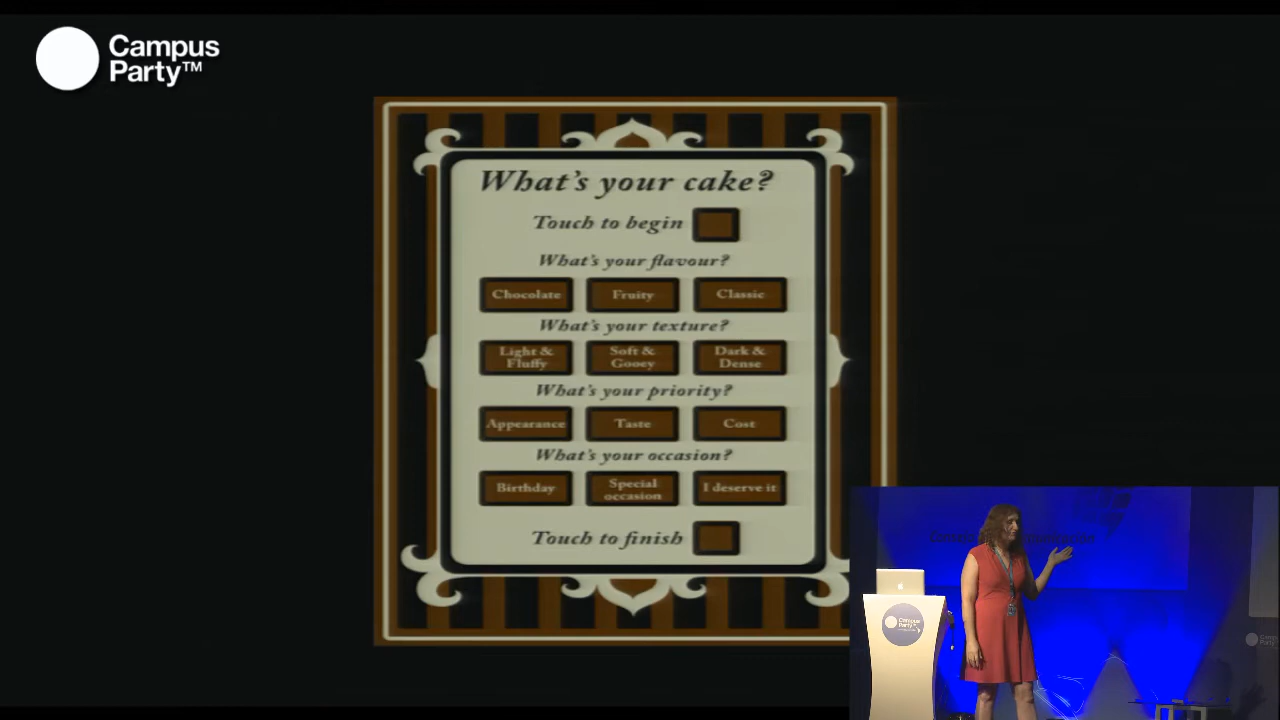 Campus
Party™
What's your cake?
Touch to begin
What's your flavour?
Chocolate Fruity Classic
What's your texture?
Light &
Fluffy
Soft &
Gooey
Dark &
Dense
What's your priority?
Appearance Taste Cost
What's your occasion?
Birthday
Special
occasion
I deserve it
Touch to finish
Campus
Party